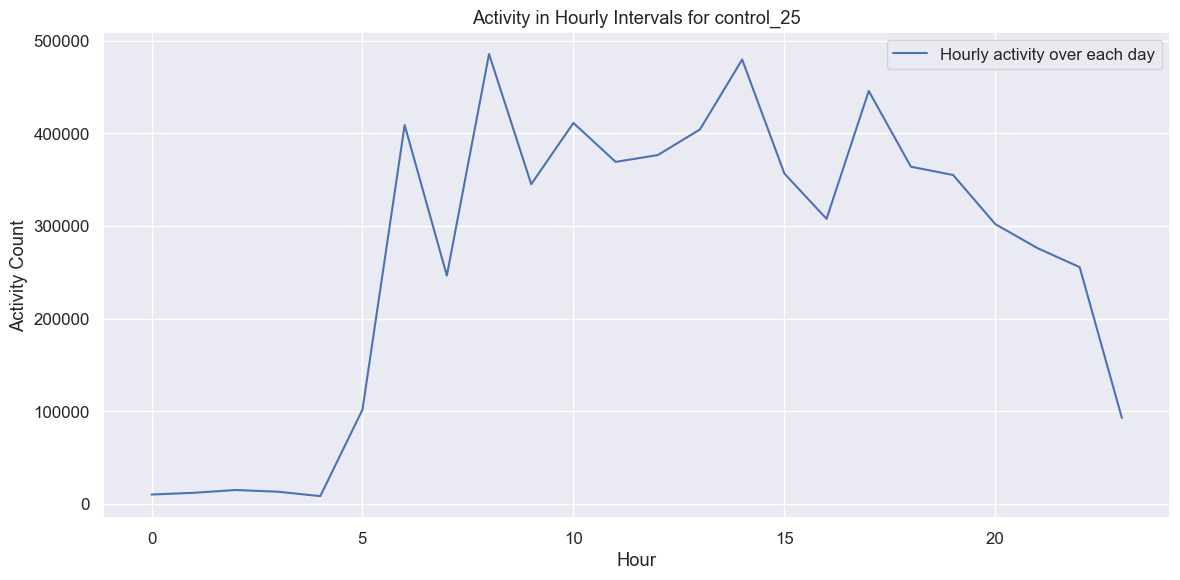 Activity in Hourly Intervals for control_25
Hourly activity over each day
Activity Count
500000
400000
300000
200000
100000
0
0 5 10 15 20
Hour